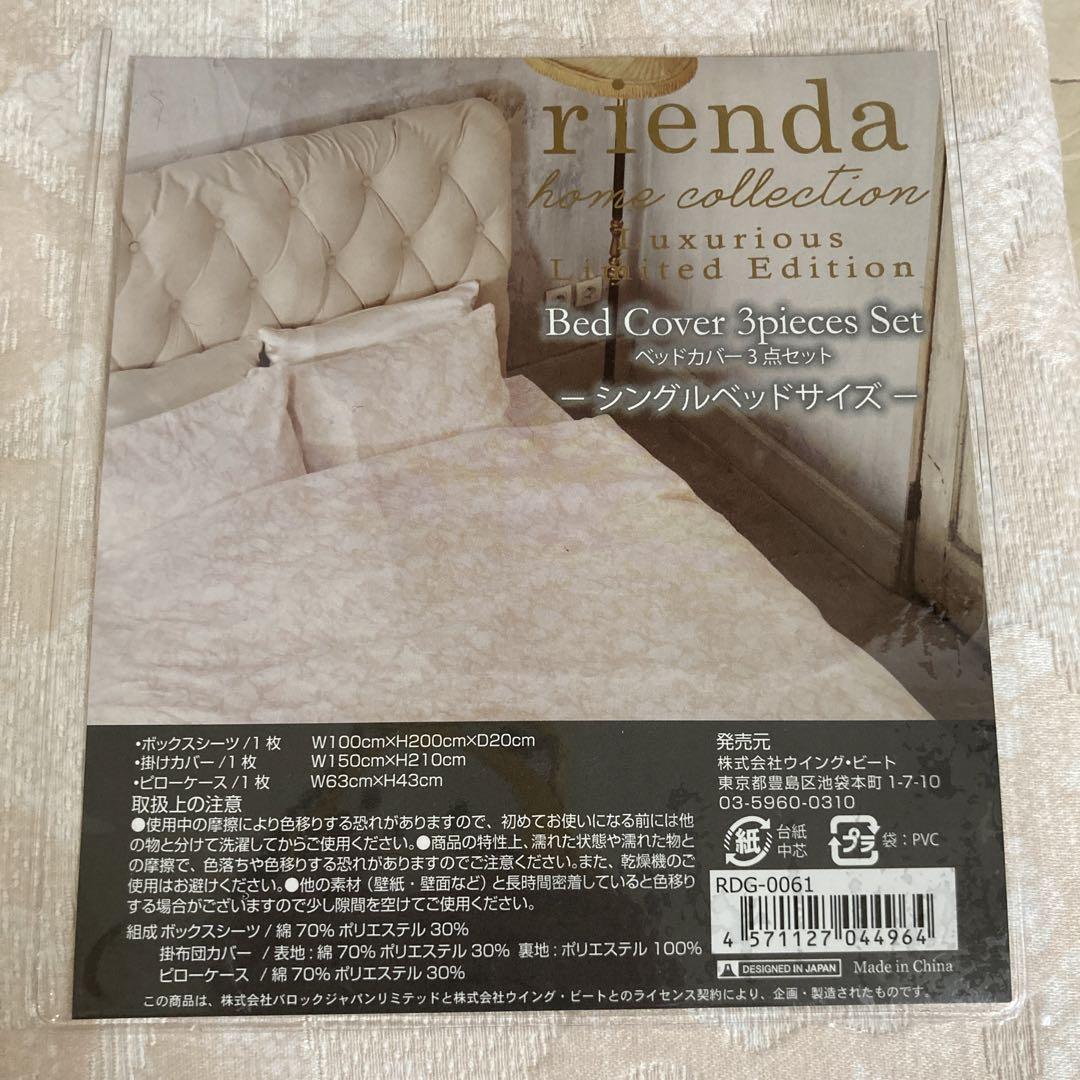 rienda
home collection
Luxurious
Limited Edition
Bed Cover 3pieces Set
ベッドカバー3点セット
― シングルベッドサイズ ―
・ボックスシーツ/1枚 W100cm×H200cm×D20cm
・掛けカバー/1枚 W150cm×H210cm
・ピローケース/1枚 W63cm×H43cm
取扱上の注意
●使用中の摩擦により色移りする恐れがありますので、初めてお使いになる前には他
の物と分けて洗濯してからご使用ください。●商品の特性上、濡れた状態や濡れた物と
の摩擦で、色落ちや色移りする恐れがありますのでご注意ください。また、乾燥機のご
使用はお避けください。●他の素材(壁紙・壁面など)と長時間密着していると色移り
する場合がございますので少し隙間を空けてご使用ください。
組成 ボックスシーツ/綿70% ポリエステル30%
掛布団カバー /表地:綿70% ポリエステル30% 裏地:ポリエステル100%
ピローケース /綿70% ポリエステル30%
発売元
株式会社ウイング・ビート
東京都豊島区池袋本町1-7-10
03-5960-0310
紙 台紙
中芯
プラ 袋:PVC
RDG-0061
4 571127 044964
DESIGNED IN JAPAN Made in China
この商品は、株式会社バロックジャパンリミテッドと株式会社ウイング・ビートとのライセンス契約により、企画・製造されたものです。